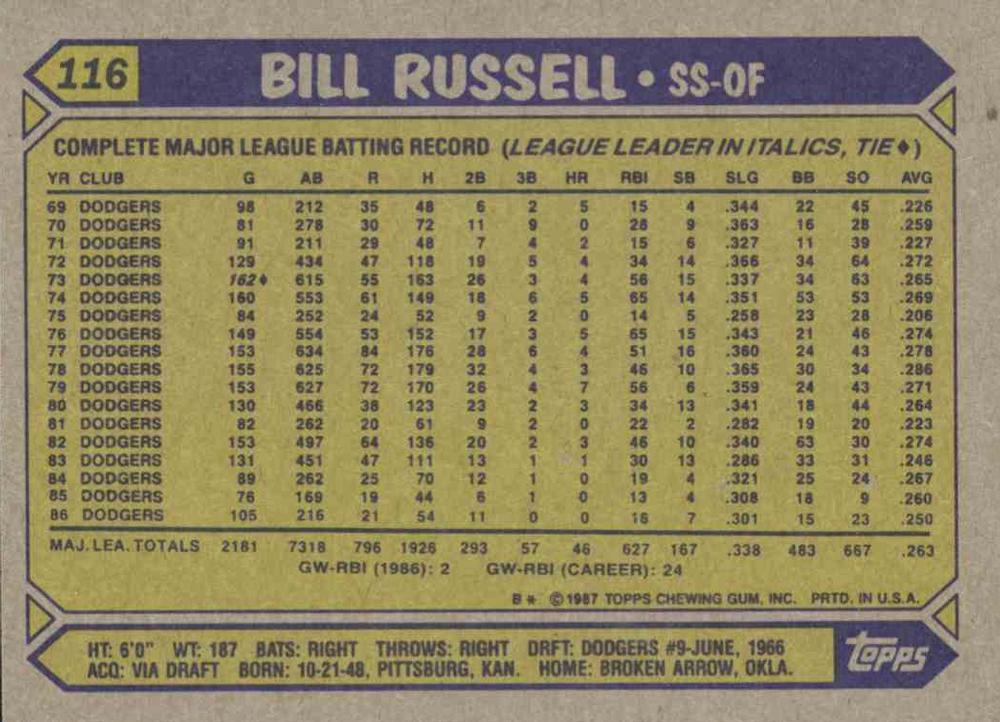 116 BILL RUSSELL • SS-OF
COMPLETE MAJOR LEAGUE BATTING RECORD (LEAGUE LEADER IN ITALICS, TIE♦)
YR CLUB G AB R H 2B 3B HR RBI SB SLG BB SO AVG
69 DODGERS 98 212 35 48 6 2 5 15 4 .344 22 45 .226
70 DODGERS 81 278 30 72 11 9 0 28 9 .363 16 28 .259
71 DODGERS 91 211 29 48 7 4 2 15 6 .327 11 39 .227
72 DODGERS 129 434 47 118 19 5 4 34 14 .366 34 64 .272
73 DODGERS 162♦ 615 55 163 26 3 4 56 15 .337 34 63 .265
74 DODGERS 160 553 61 149 18 6 5 65 14 .351 53 53 .269
75 DODGERS 84 252 24 52 9 2 0 14 5 .258 23 28 .206
76 DODGERS 149 554 53 152 17 3 5 65 15 .343 21 46 .274
77 DODGERS 153 634 84 176 28 6 4 51 16 .360 24 43 .278
78 DODGERS 155 625 72 179 32 4 3 46 10 .365 30 34 .286
79 DODGERS 153 627 72 170 26 4 7 56 6 .359 24 43 .271
80 DODGERS 130 466 38 123 23 2 3 34 13 .341 18 44 .264
81 DODGERS 82 262 20 61 9 2 0 22 2 .282 19 20 .223
82 DODGERS 153 497 64 136 20 2 3 46 10 .340 63 30 .274
83 DODGERS 131 451 47 111 13 1 1 30 13 .286 33 31 .246
84 DODGERS 89 262 25 70 12 1 0 19 4 .321 25 24 .267
85 DODGERS 76 169 19 44 6 1 0 13 4 .308 18 9 .260
86 DODGERS 105 216 21 54 11 0 0 18 7 .301 15 23 .250
MAJ. LEA. TOTALS 2181 7318 796 1926 293 57 46 627 167 .338 483 667 .263
GW-RBI (1986): 2 GW-RBI (CAREER): 24
B* © 1987 TOPPS CHEWING GUM, INC. PRTD. IN U.S.A.
HT: 6'0" WT: 187 BATS: RIGHT THROWS: RIGHT DRFT: DODGERS #9-JUNE, 1966
ACQ: VIA DRAFT BORN: 10-21-48, PITTSBURG, KAN. HOME: BROKEN ARROW, OKLA.
topps